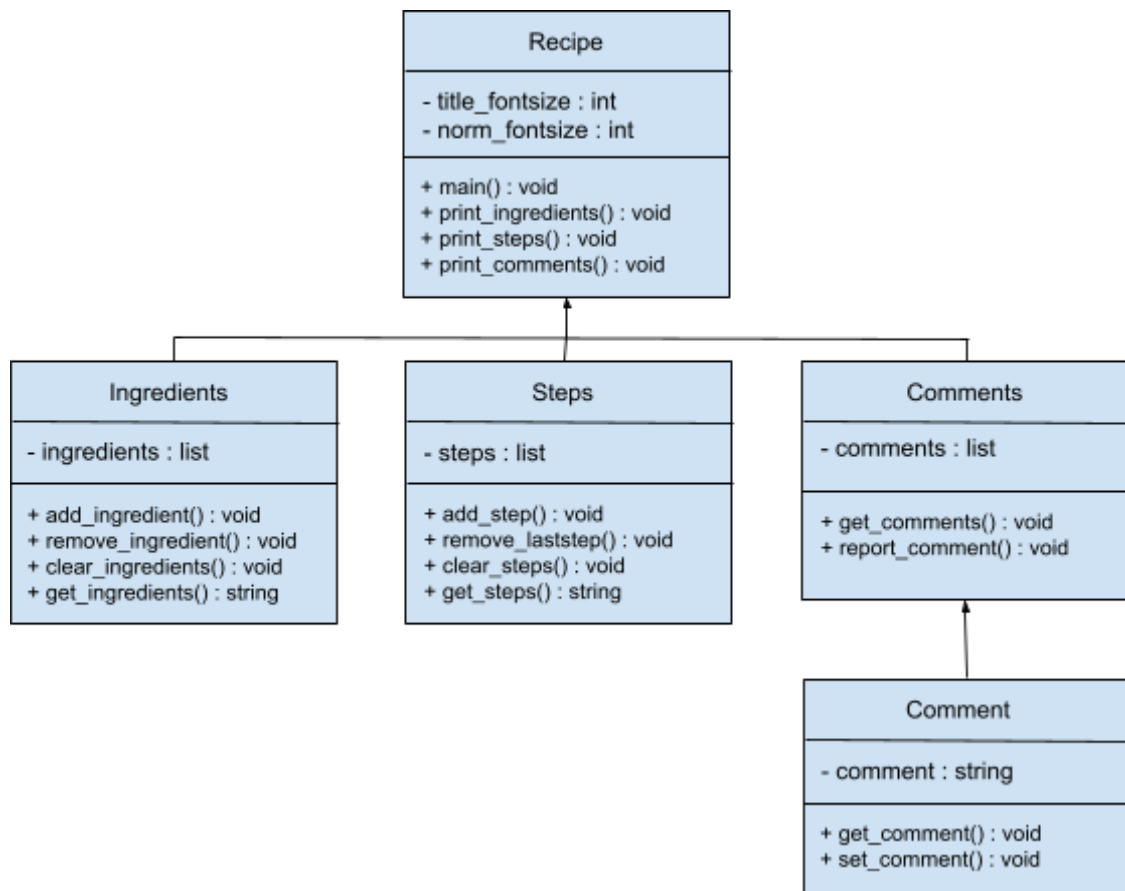 Recipe
- title_fontsize : int
- norm_fontsize : int
+ main() : void
+ print_ingredients() : void
+ print_steps() : void
+ print_comments() : void
Ingredients
- ingredients : list
+ add_ingredient() : void
+ remove_ingredient() : void
+ clear_ingredients() : void
+ get_ingredients() : string
Steps
- steps : list
+ add_step() : void
+ remove_laststep() : void
+ clear_steps() : void
+ get_steps() : string
Comments
- comments : list
+ get_comments() : void
+ report_comment() : void
Comment
- comment : string
+ get_comment() : void
+ set_comment() : void